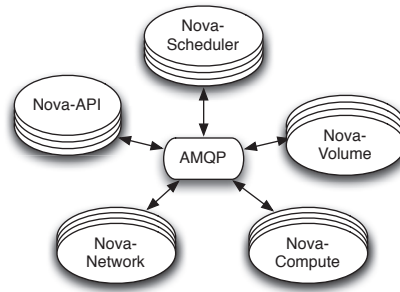 Nova-
Scheduler
Nova-API
AMQP
Nova-
Volume
Nova-
Network
Nova-
Compute